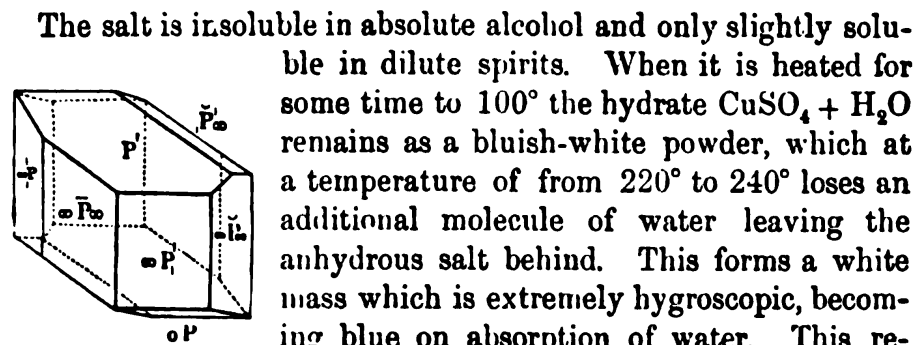 The salt is insoluble in absolute alcohol and only slightly solu-
ble in dilute spirits. When it is heated for
some time to 100° the hydrate CuSO₄ + H₂O
remains as a bluish-white powder, which at
a temperature of from 220° to 240° loses an
additional molecule of water leaving the
anhydrous salt behind. This forms a white
mass which is extremely hygroscopic, becom-
ing blue on absorption of water. This re-
P'
∞ P̄∞
∞ P'
o P